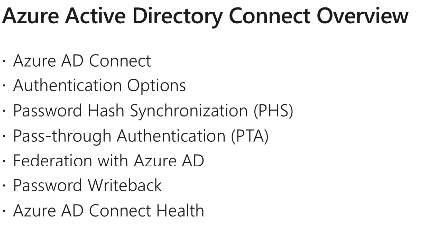 Azure Active Directory Connect Overview
· Azure AD Connect
· Authentication Options
· Password Hash Synchronization (PHS)
· Pass-through Authentication (PTA)
· Federation with Azure AD
· Password Writeback
· Azure AD Connect Health